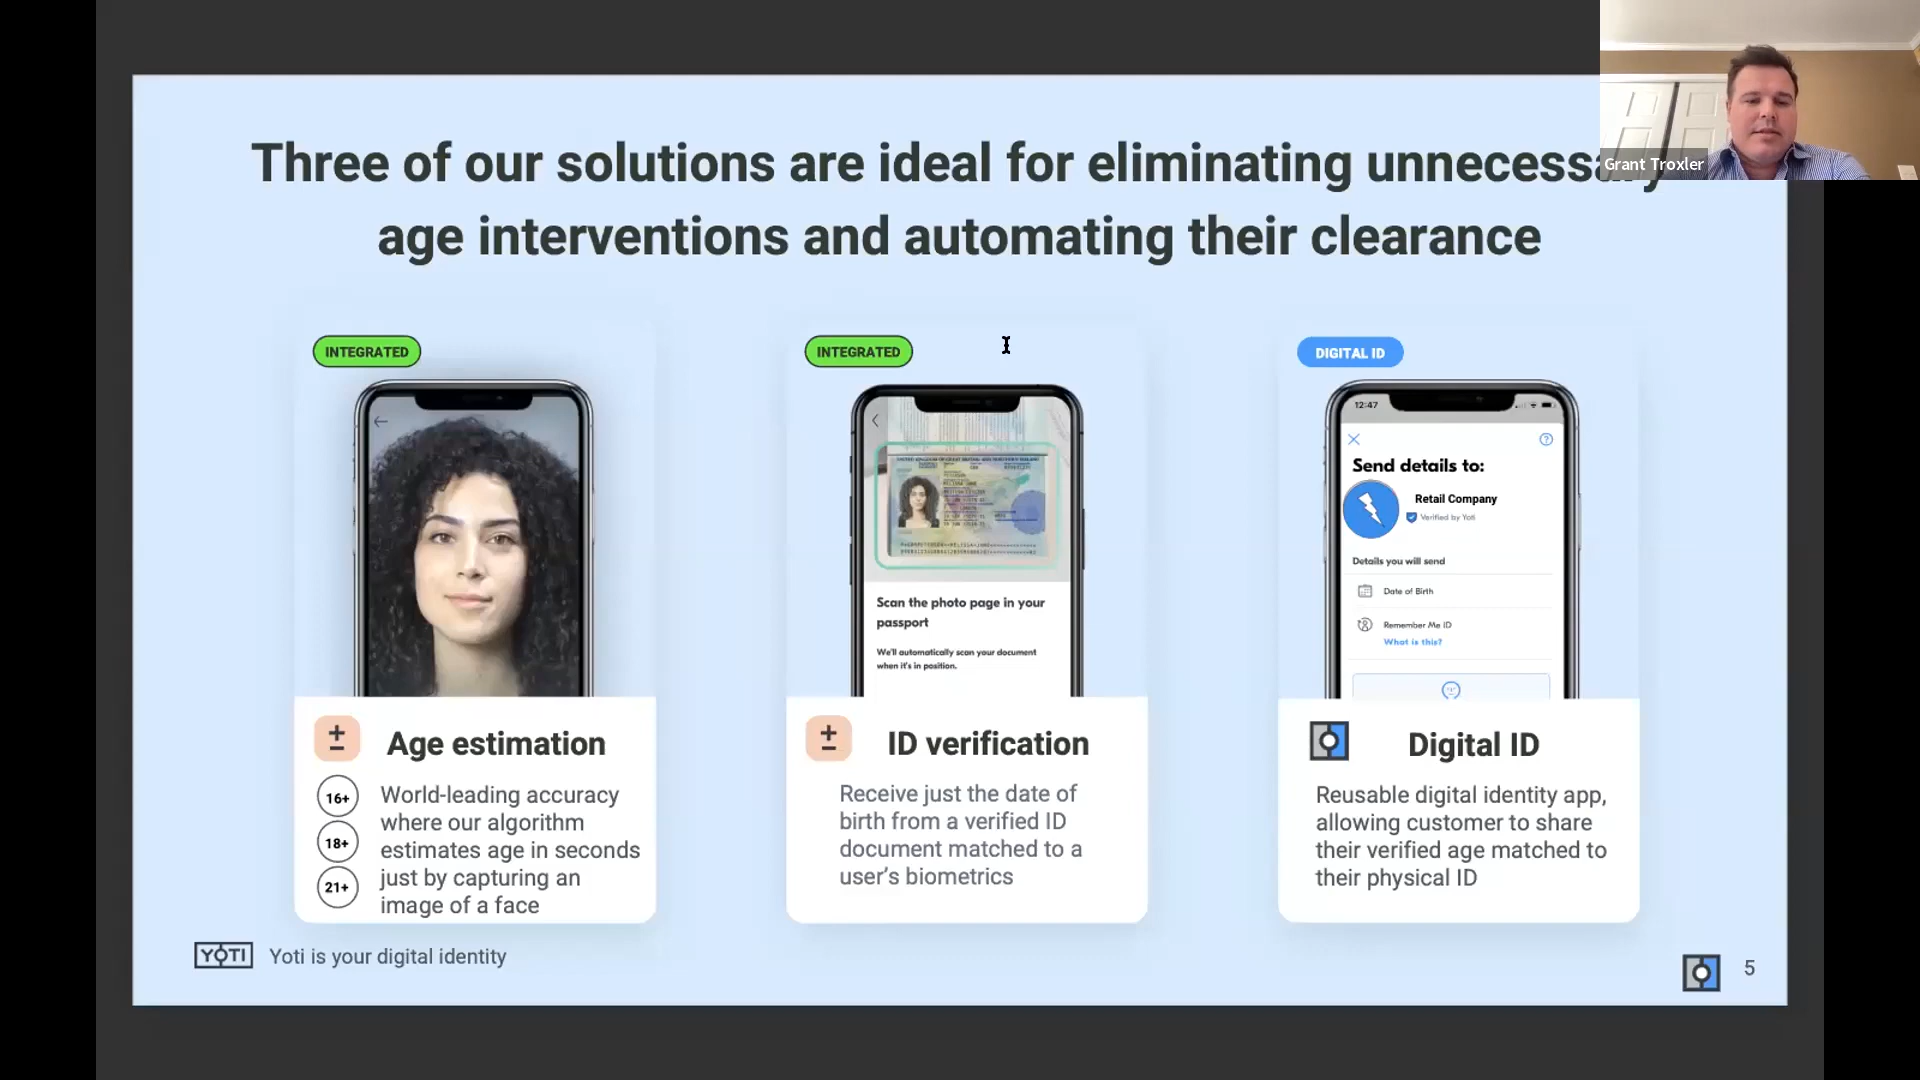 Three of our solutions are ideal for eliminating unnecessary
age interventions and automating their clearance
Grant Troxler
INTEGRATED
Age estimation
16+
18+
21+
World-leading accuracy
where our algorithm
estimates age in seconds
just by capturing an
image of a face
INTEGRATED
Scan the photo page in your
passport
We'll automatically scan your document
when it's in position.
ID verification
Receive just the date of
birth from a verified ID
document matched to a
user's biometrics
DIGITAL ID
12:47
Send details to:
Retail Company
Verified by Yoti
Details you will send
Date of Birth
Remember Me ID
What is this?
Digital ID
Reusable digital identity app,
allowing customer to share
their verified age matched to
their physical ID
YOTI
Yoti is your digital identity
5